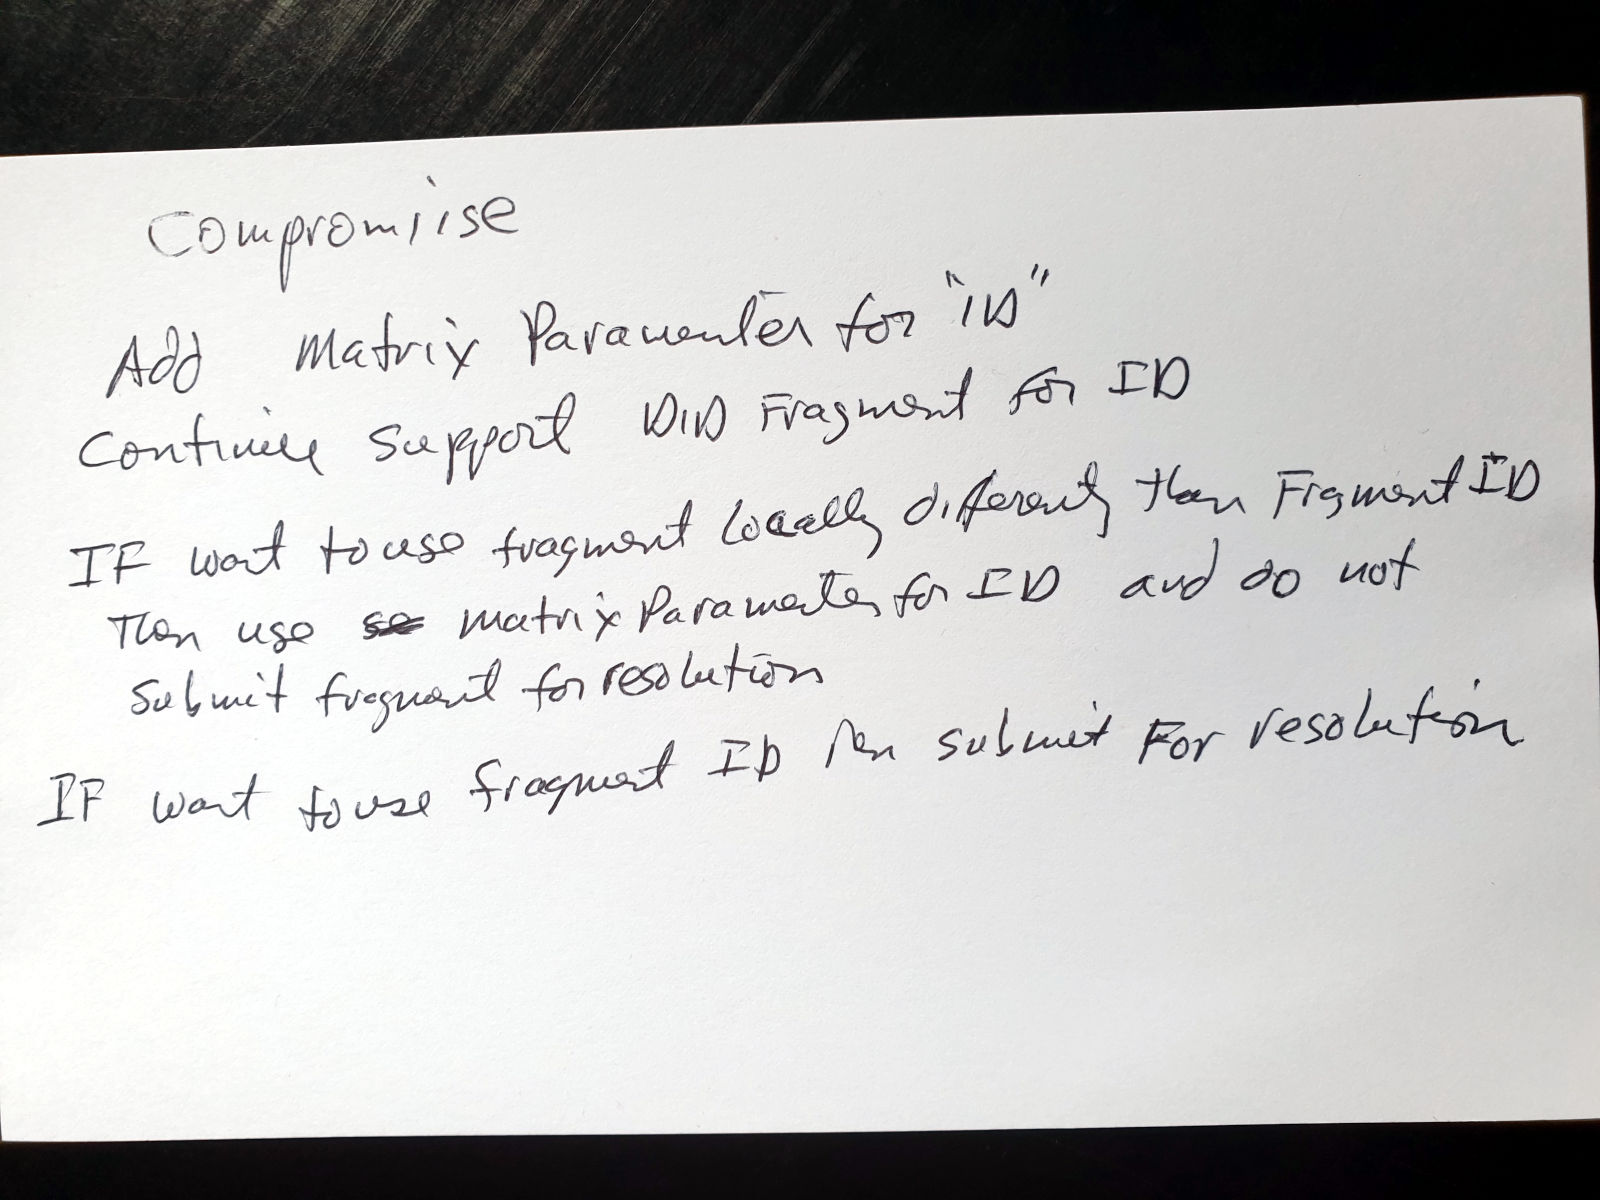 Compromiise
Add Matrix Paramenter for "ID"
Continue Support DID Fragment for ID
IF want to use fragment locally differently than Fragment ID
Then use se matrix Parameter for ID and do not
Submit fragment for resolution
IF want to use fragment ID then submit For resolution